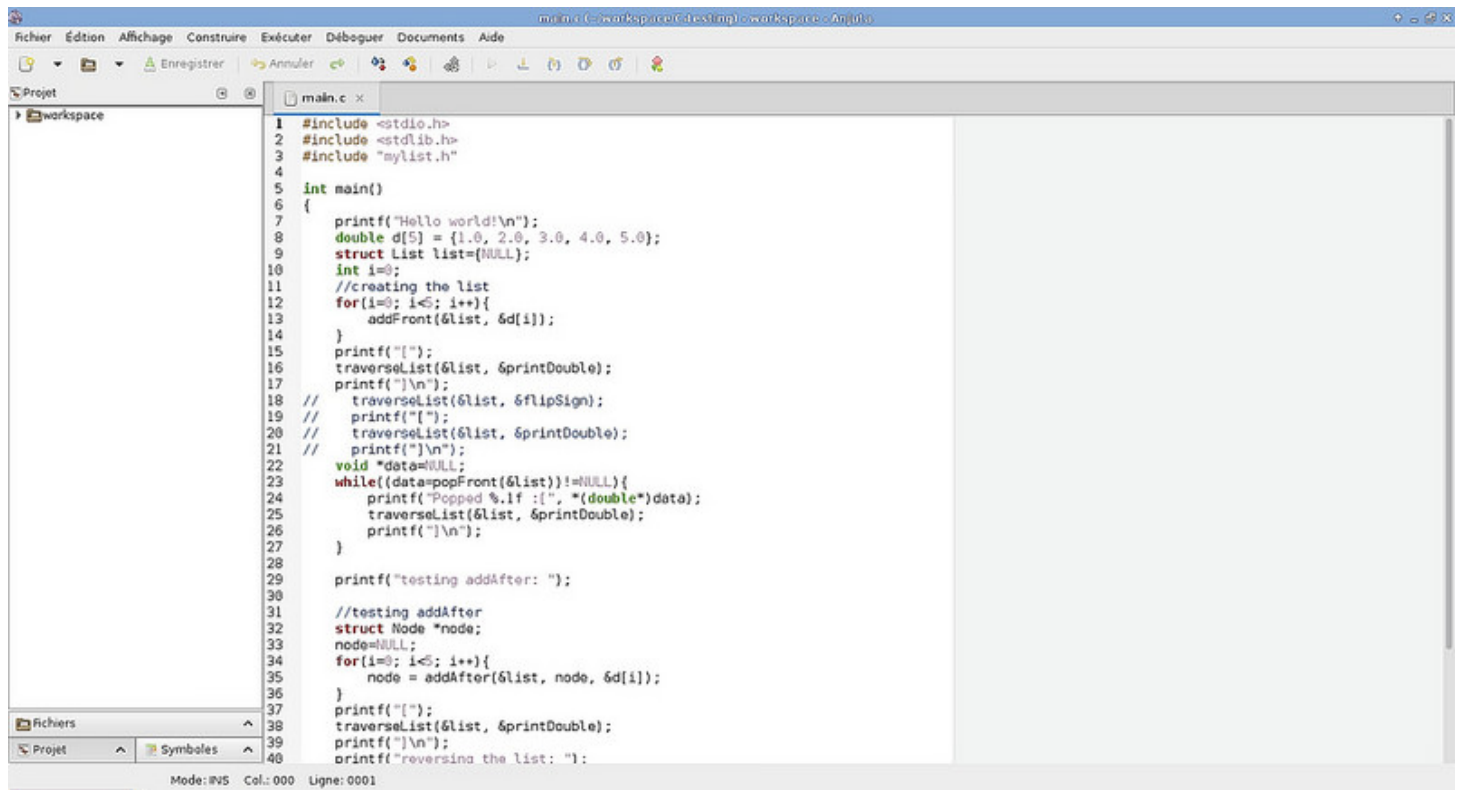 main.c (~/workspace/CTesting) - workspace - Anjuta
Fichier Édition Affichage Construire Exécuter Déboguer Documents Aide
Enregistrer Annuler
Projet
main.c
workspace
1 #include <stdio.h>
2 #include <stdlib.h>
3 #include "mylist.h"
4
5 int main()
6 {
7 printf("Hello world!\n");
8 double d[5] = {1.0, 2.0, 3.0, 4.0, 5.0};
9 struct List list={NULL};
10 int i=0;
11 //creating the list
12 for(i=0; i<5; i++){
13 addFront(&list, &d[i]);
14 }
15 printf("[");
16 traverseList(&list, &printDouble);
17 printf("]\n");
18 // traverseList(&list, &flipSign);
19 // printf("[");
20 // traverseList(&list, &printDouble);
21 // printf("]\n");
22 void *data=NULL;
23 while((data=popFront(&list))!=NULL){
24 printf("Popped %.1f :[", *(double*)data);
25 traverseList(&list, &printDouble);
26 printf("]\n");
27 }
28
29 printf("testing addAfter: ");
30
31 //testing addAfter
32 struct Node *node;
33 node=NULL;
34 for(i=0; i<5; i++){
35 node = addAfter(&list, node, &d[i]);
36 }
37 printf("[");
38 traverseList(&list, &printDouble);
39 printf("]\n");
40 printf("reversing the list: ");
Fichiers
Projet Symboles
Mode: INS Col.: 000 Ligne: 0001